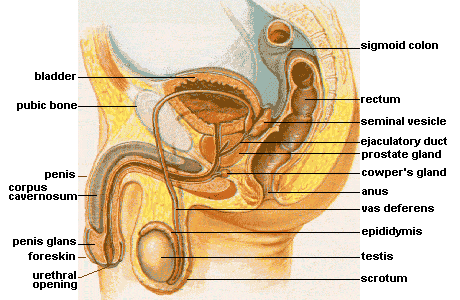 bladder
pubic bone
penis
corpus
cavernosum
penis glans
foreskin
urethral
opening
sigmoid colon
rectum
seminal vesicle
ejaculatory duct
prostate gland
cowper's gland
anus
vas deferens
epididymis
testis
scrotum